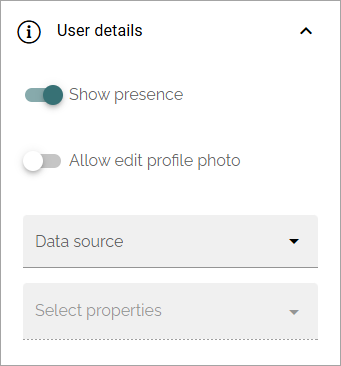 User details
Show presence
Allow edit profile photo
Data source
Select properties